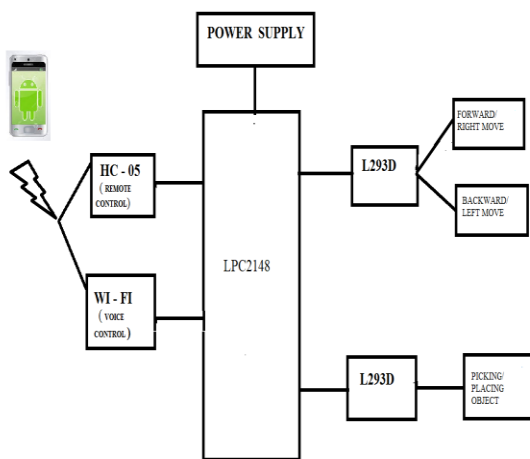 POWER SUPPLY
HC - 05
( REMOTE
CONTROL)
WI - FI
( VOICE
CONTROL )
LPC2148
L293D
FORWARD/
RIGHT MOVE
BACKWARD/
LEFT MOVE
L293D
PICKING/
PLACING
OBJECT